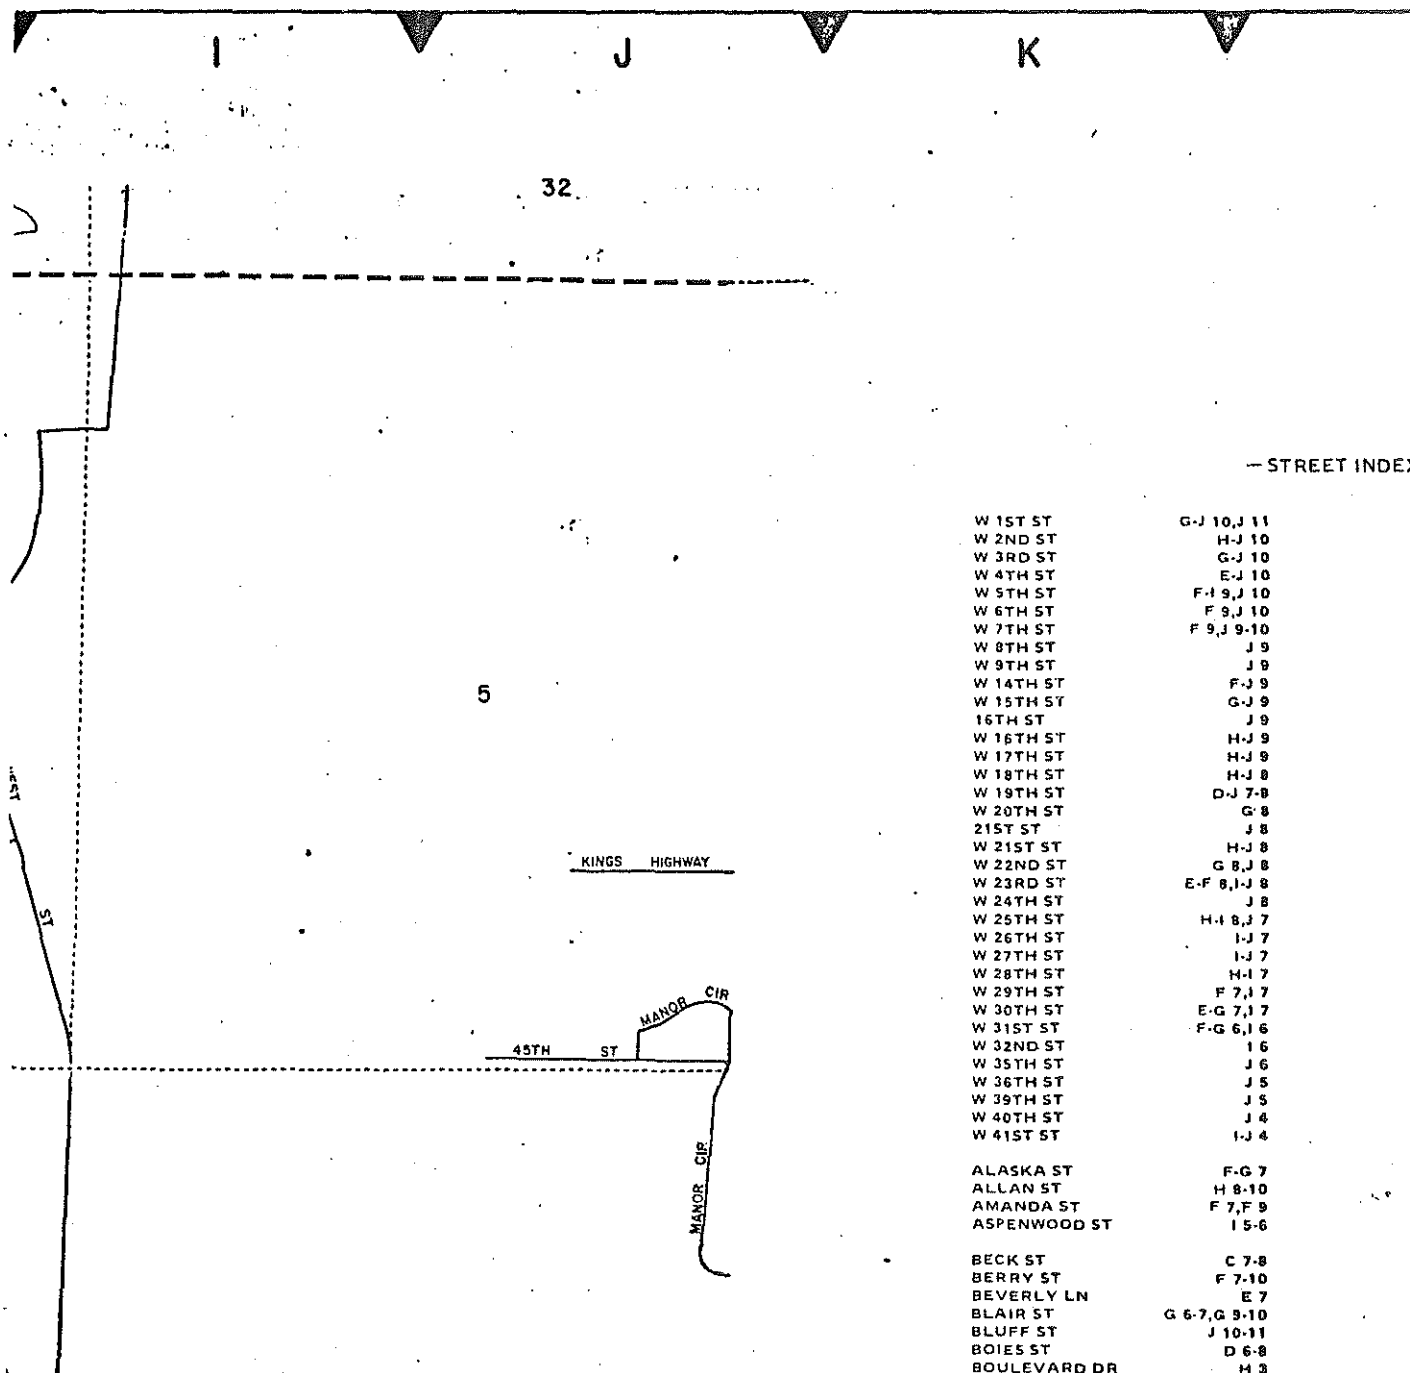 I J K
32
— STREET INDEX
5
ST
KINGS HIGHWAY
MANOR CIR
45TH ST
MANOR CIR
W 1ST ST G-J 10,J 11
W 2ND ST H-J 10
W 3RD ST G-J 10
W 4TH ST E-J 10
W 5TH ST F-I 9,J 10
W 6TH ST F 9,J 10
W 7TH ST F 9,J 9-10
W 8TH ST J 9
W 9TH ST J 9
W 14TH ST F-J 9
W 15TH ST G-J 9
16TH ST J 9
W 16TH ST H-J 9
W 17TH ST H-J 9
W 18TH ST H-J 8
W 19TH ST D-J 7-8
W 20TH ST G 8
21ST ST J 8
W 21ST ST H-J 8
W 22ND ST G 8,J 8
W 23RD ST E-F 8,I-J 8
W 24TH ST J 8
W 25TH ST H-I 8,J 7
W 26TH ST I-J 7
W 27TH ST I-J 7
W 28TH ST H-I 7
W 29TH ST F 7,I 7
W 30TH ST E-G 7,I 7
W 31ST ST F-G 6,I 6
W 32ND ST I 6
W 35TH ST J 6
W 36TH ST J 5
W 39TH ST J 5
W 40TH ST J 4
W 41ST ST I-J 4
ALASKA ST F-G 7
ALLAN ST H 8-10
AMANDA ST F 7,F 9
ASPENWOOD ST I 5-6
BECK ST C 7-8
BERRY ST F 7-10
BEVERLY LN E 7
BLAIR ST G 6-7,G 9-10
BLUFF ST J 10-11
BOIES ST D 6-8
BOULEVARD DR H 3